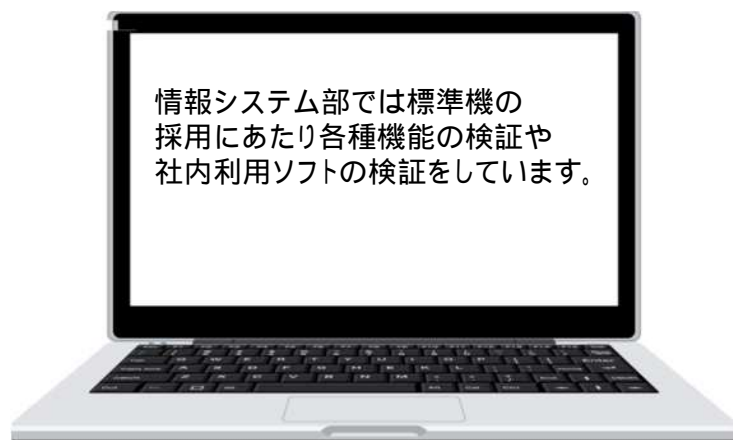 情報システム部では標準機の
採用にあたり各種機能の検証や
社内利用ソフトの検証をしています。